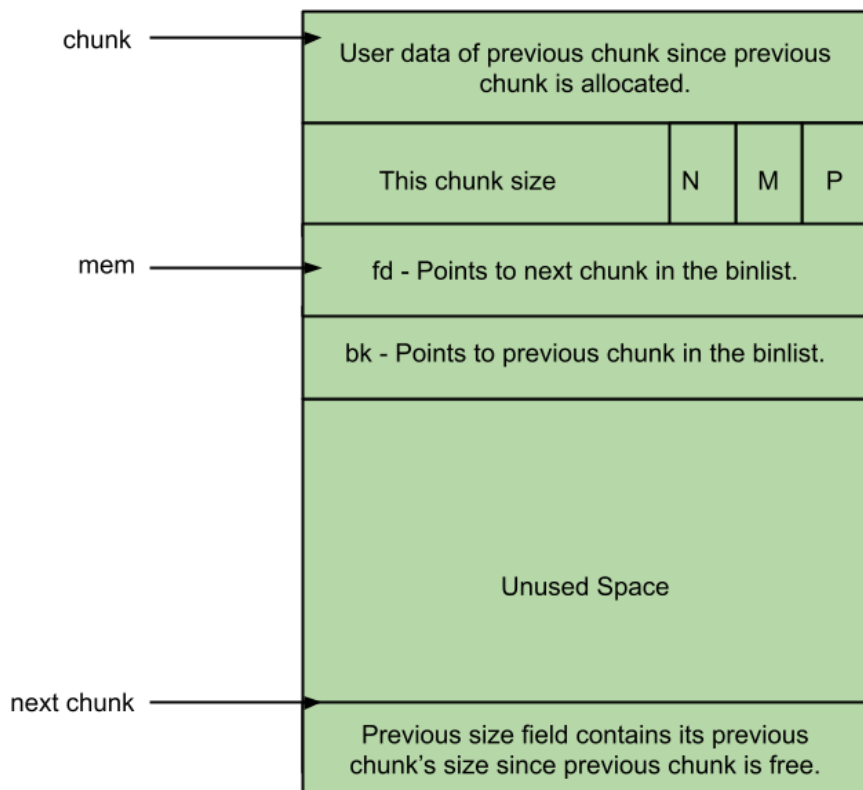 chunk
User data of previous chunk since previous
chunk is allocated.
This chunk size
N
M
P
mem
fd - Points to next chunk in the binlist.
bk - Points to previous chunk in the binlist.
Unused Space
next chunk
Previous size field contains its previous
chunk's size since previous chunk is free.